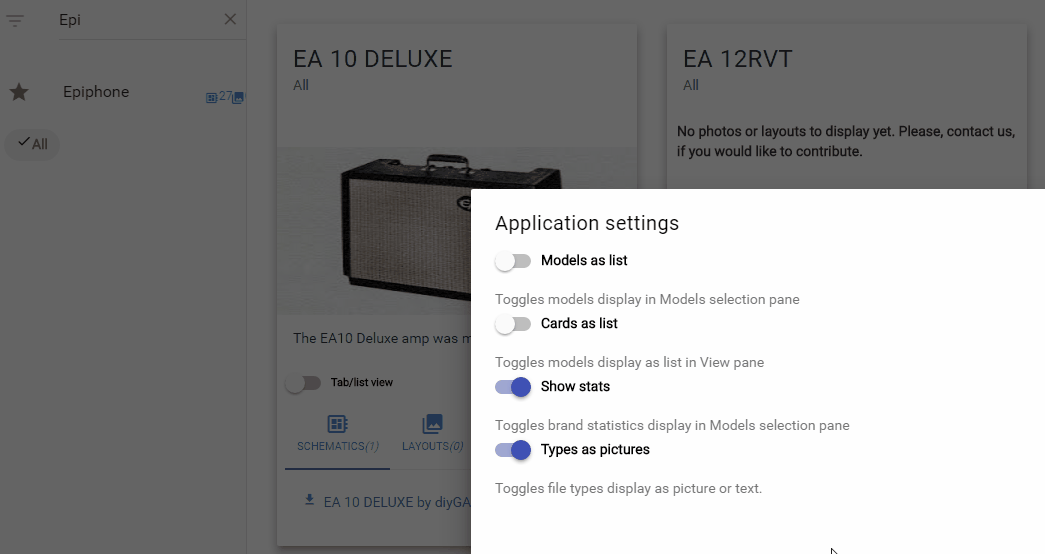 Epi
Epiphone
27
All
EA 10 DELUXE
All
The EA10 Deluxe amp was m
Tab/list view
SCHEMATICS(1)
LAYOUTS(0)
EA 10 DELUXE by diyGA
EA 12RVT
All
No photos or layouts to display yet. Please, contact us,
if you would like to contribute.
Application settings
Models as list
Toggles models display in Models selection pane
Cards as list
Toggles models display as list in View pane
Show stats
Toggles brand statistics display in Models selection pane
Types as pictures
Toggles file types display as picture or text.